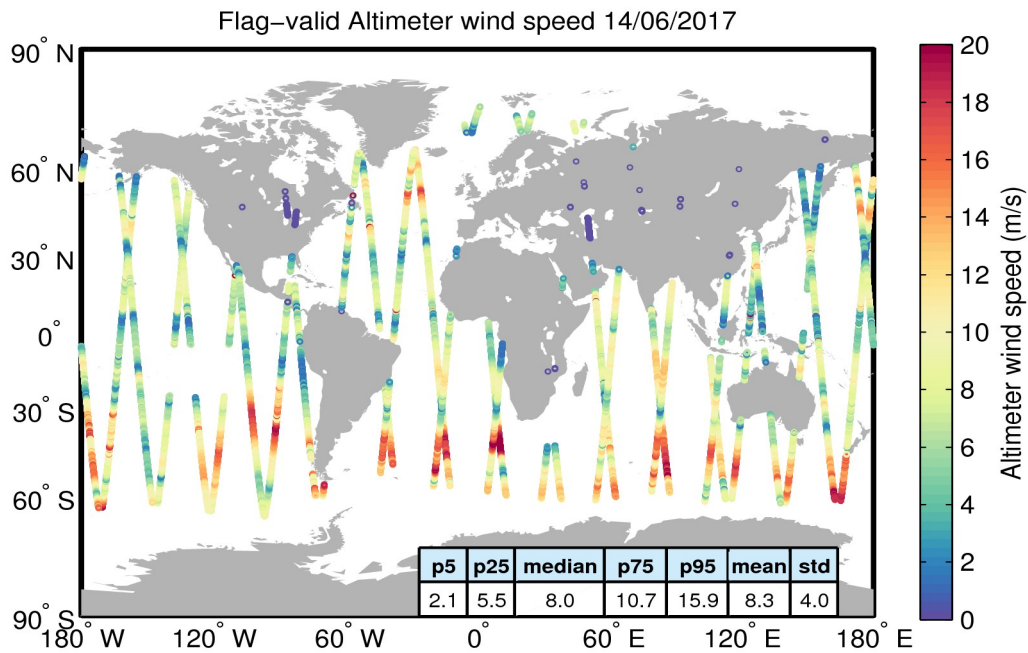 Flag−valid Altimeter wind speed 14/06/2017
90° N
60° N
30° N
0°
30° S
60° S
90° S
180° W
120° W
60° W
0°
60° E
120° E
180° E
p5 p25 median p75 p95 mean std
2.1 5.5 8.0 10.7 15.9 8.3 4.0
20
18
16
14
12
10
8
6
4
2
0
Altimeter wind speed (m/s)